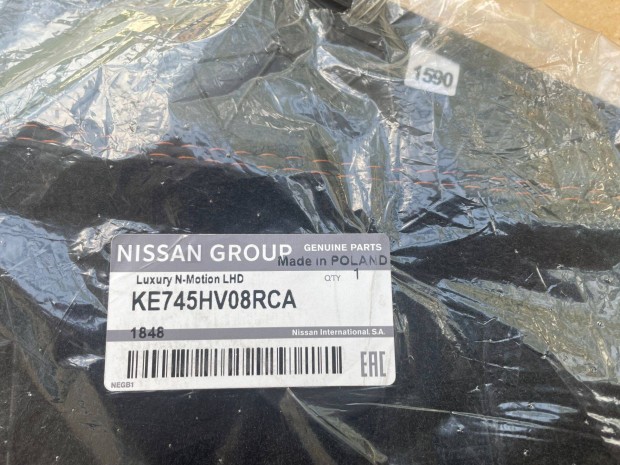 1590
NISSAN GROUP GENUINE PARTS
Made in POLAND
Luxury N-Motion LHD QTY 1
KE745HV08RCA
1848 Nissan International.S.A.
EAC
NEGB1